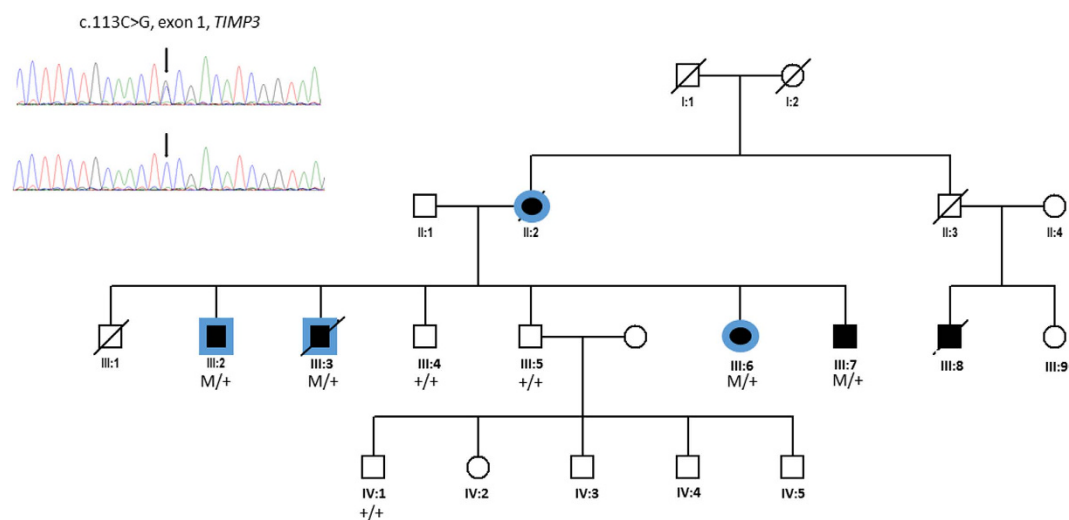 c.113C>G, exon 1, TIMP3
I:1
I:2
II:1
II:2
II:3
II:4
III:1
III:2
III:3
III:4
III:5
III:6
III:7
III:8
III:9
M/+
M/+
+/+
+/+
M/+
M/+
IV:1
IV:2
IV:3
IV:4
IV:5
+/+